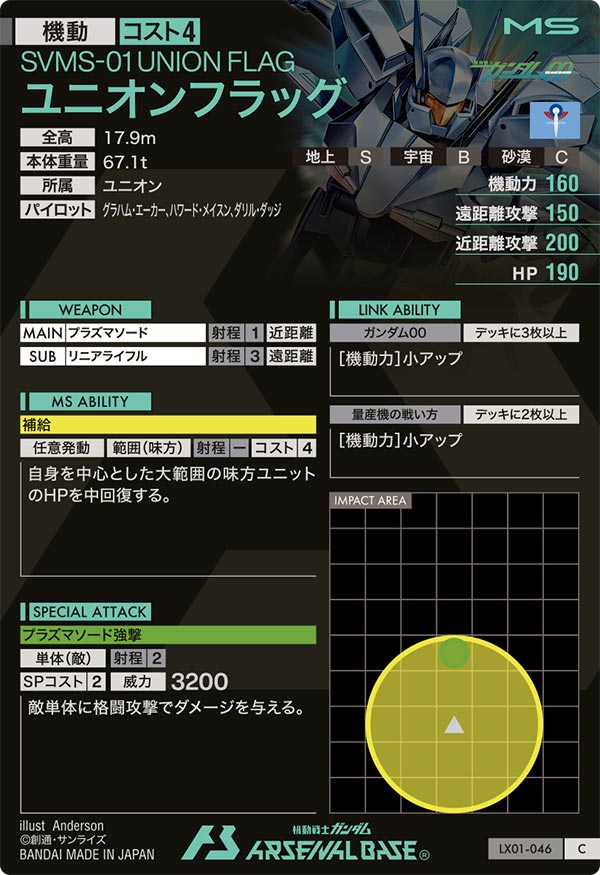 機動 コスト4 MS
SVMS-01 UNION FLAG
ユニオンフラッグ
ガンダム00
全高 17.9m
本体重量 67.1t
所属 ユニオン
パイロット グラハム・エーカー、ハワード・メイスン、ダリル・ダッジ
地上 S 宇宙 B 砂漠 C
機動力 160
遠距離攻撃 150
近距離攻撃 200
HP 190
WEAPON
MAIN プラズマソード 射程 1 近距離
SUB リニアライフル 射程 3 遠距離
MS ABILITY
補給
任意発動 範囲(味方) 射程 ー コスト 4
自身を中心とした大範囲の味方ユニット
のHPを中回復する。
SPECIAL ATTACK
プラズマソード強撃
単体(敵) 射程 2
SPコスト 2 威力 3200
敵単体に格闘攻撃でダメージを与える。
LINK ABILITY
ガンダム00 デッキに3枚以上
[機動力]小アップ
量産機の戦い方 デッキに2枚以上
[機動力]小アップ
IMPACT AREA
illust Anderson
©創通・サンライズ
BANDAI MADE IN JAPAN
機動戦士ガンダム
ARSENAL BASE®
LX01-046 C